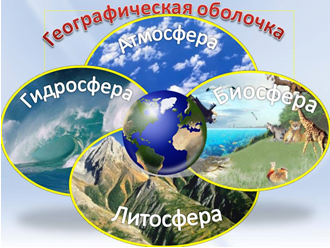 Географическая оболочка
Атмосфера
Гидросфера
Биосфера
Литосфера